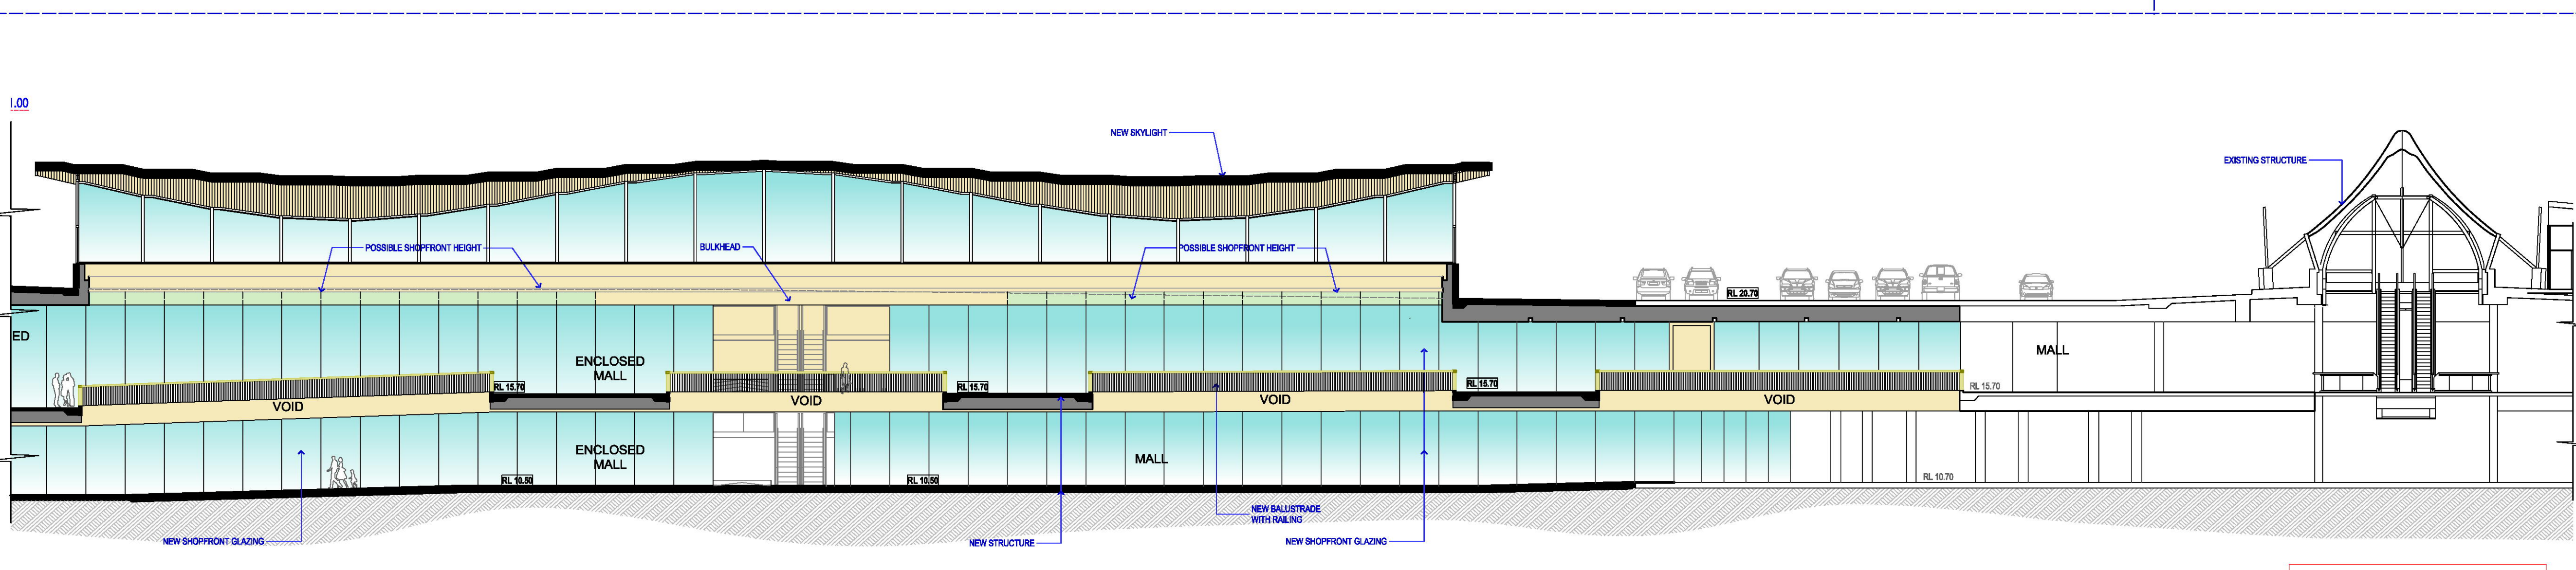 1.00
NEW SKYLIGHT
EXISTING STRUCTURE
POSSIBLE SHOPFRONT HEIGHT
BULKHEAD
POSSIBLE SHOPFRONT HEIGHT
RL 20.70
ED
ENCLOSED
MALL
MALL
RL 15.70
RL 15.70
RL 15.70
RL 15.70
VOID
VOID
VOID
VOID
ENCLOSED
MALL
MALL
RL 10.50
RL 10.50
RL 10.70
NEW BALUSTRADE
WITH RAILING
NEW SHOPFRONT GLAZING
NEW STRUCTURE
NEW SHOPFRONT GLAZING